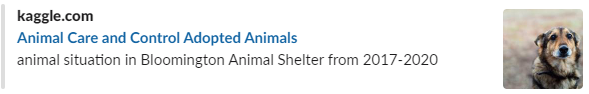 kaggle.com
Animal Care and Control Adopted Animals
animal situation in Bloomington Animal Shelter from 2017-2020